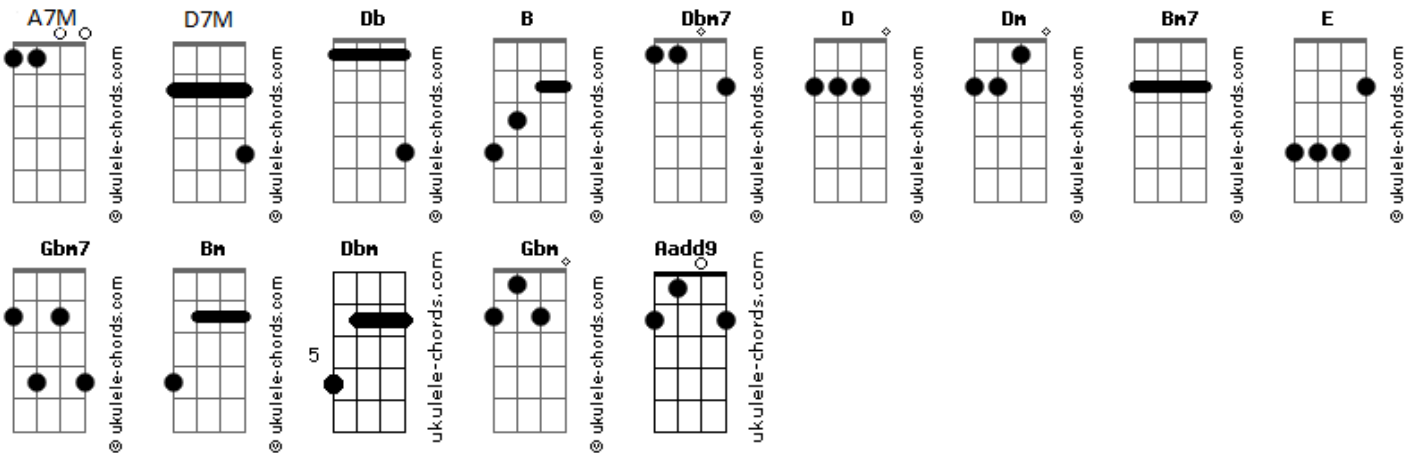 A7M D7M Db B Dbm7 D Dm Bm7 E
© ukulele-chords.com © ukulele-chords.com © ukulele-chords.com © ukulele-chords.com © ukulele-chords.com © ukulele-chords.com © ukulele-chords.com © ukulele-chords.com © ukulele-chords.com
Gbm7 Bm Dbm Gbm Aadd9
5
© ukulele-chords.com © ukulele-chords.com ukulele-chords.com © ukulele-chords.com ukulele-chords.com